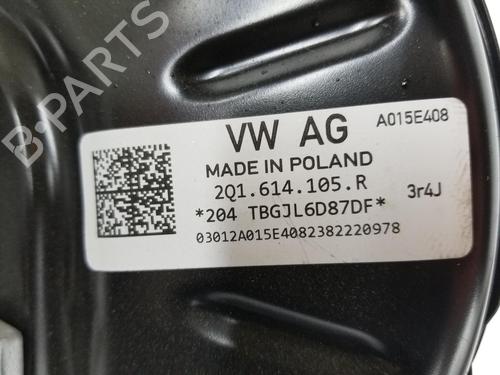 B-PARTS
VW AG
A015E408
MADE IN POLAND
2Q1.614.105.R
3r4J
*204 TBGJL6D87DF*
03012A015E4082382220978